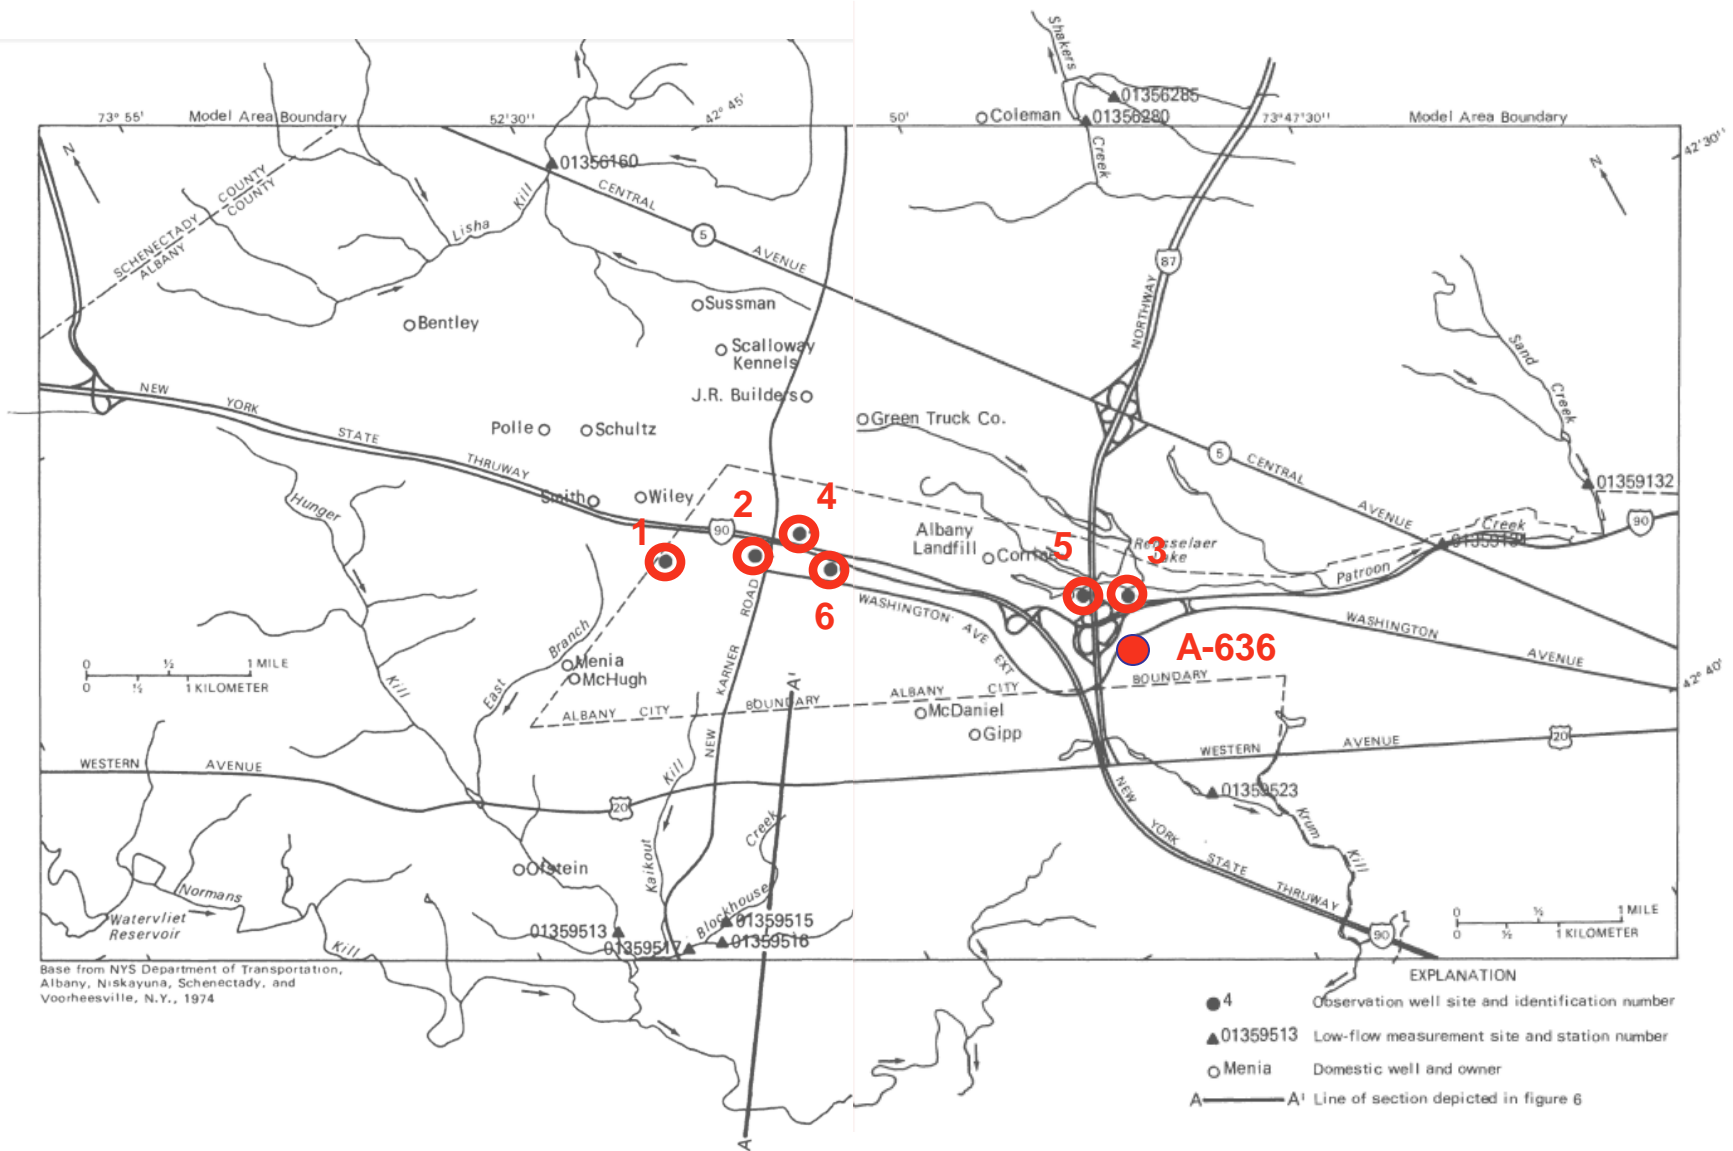 Shakers
01356285
Coleman
01356280
Creek
73° 55'
Model Area Boundary
52'30"
42° 45'
50'
73°47'30"
Model Area Boundary
42°30"
N
N
01356160
SCHENECTADY COUNTY
ALBANY COUNTY
Lisha Kill
CENTRAL
5
AVENUE
87
NORTHWAY
Bentley
Sussman
Scalloway
Kennels
J.R. Builders
Green Truck Co.
Sand
Creek
NEW YORK STATE THRUWAY
Polle
Schultz
5
CENTRAL
AVENUE
01359132
Smith
Wiley
Hunger
Kill
1
2
4
90
6
Albany
Landfill
5
3
Rensselaer
Lake
Creek
90
Patroon
WASHINGTON AVE EXT
WASHINGTON
AVENUE
42° 40'
A-636
East Branch
Menia
McHugh
NEW KARNER ROAD
0 ½ 1 MILE
0 ½ 1 KILOMETER
ALBANY CITY BOUNDARY
ALBANY CITY
BOUNDARY
A'
McDaniel
Gipp
WESTERN AVENUE
20
WESTERN AVENUE
20
Kaikout Kill
Blockhouse Creek
01359523
Krum
Kill
NEW YORK STATE THRUWAY
90
Ofstein
Normans
Kill
Watervliet
Reservoir
01359513
01359515
01359517
01359516
0 ½ 1 MILE
0 ½ 1 KILOMETER
A
Base from NYS Department of Transportation,
Albany, Niskayuna, Schenectady, and
Voorheesville, N.Y., 1974
EXPLANATION
4 Observation well site and identification number
01359513 Low-flow measurement site and station number
Menia Domestic well and owner
A A' Line of section depicted in figure 6